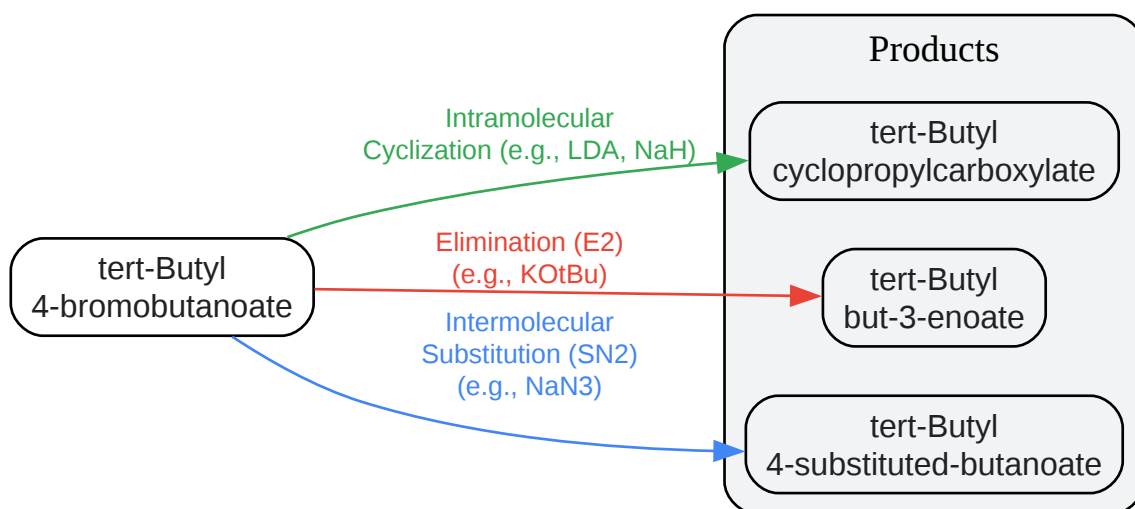 Products
Intramolecular
Cyclization (e.g., LDA, NaH)
tert-Butyl
cyclopropylcarboxylate
tert-Butyl
4-bromobutanoate
Elimination (E2)
(e.g., KOtBu)
tert-Butyl
but-3-enoate
Intermolecular
Substitution (SN2)
(e.g., NaN3)
tert-Butyl
4-substituted-butanoate